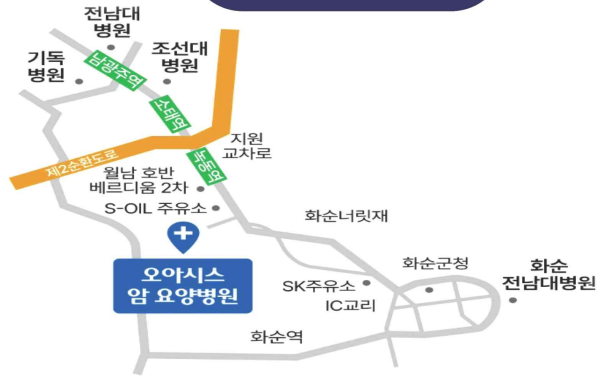 전남대
병원
기독
병원
조선대
병원
남광주역
소태역
지원
교차로
녹동역
제2순환도로
월남 호반
베르디움 2차
S-OIL 주유소
화순너릿재
오아시스
암 요양병원
SK주유소
IC교리
화순군청
화순
전남대병원
화순역